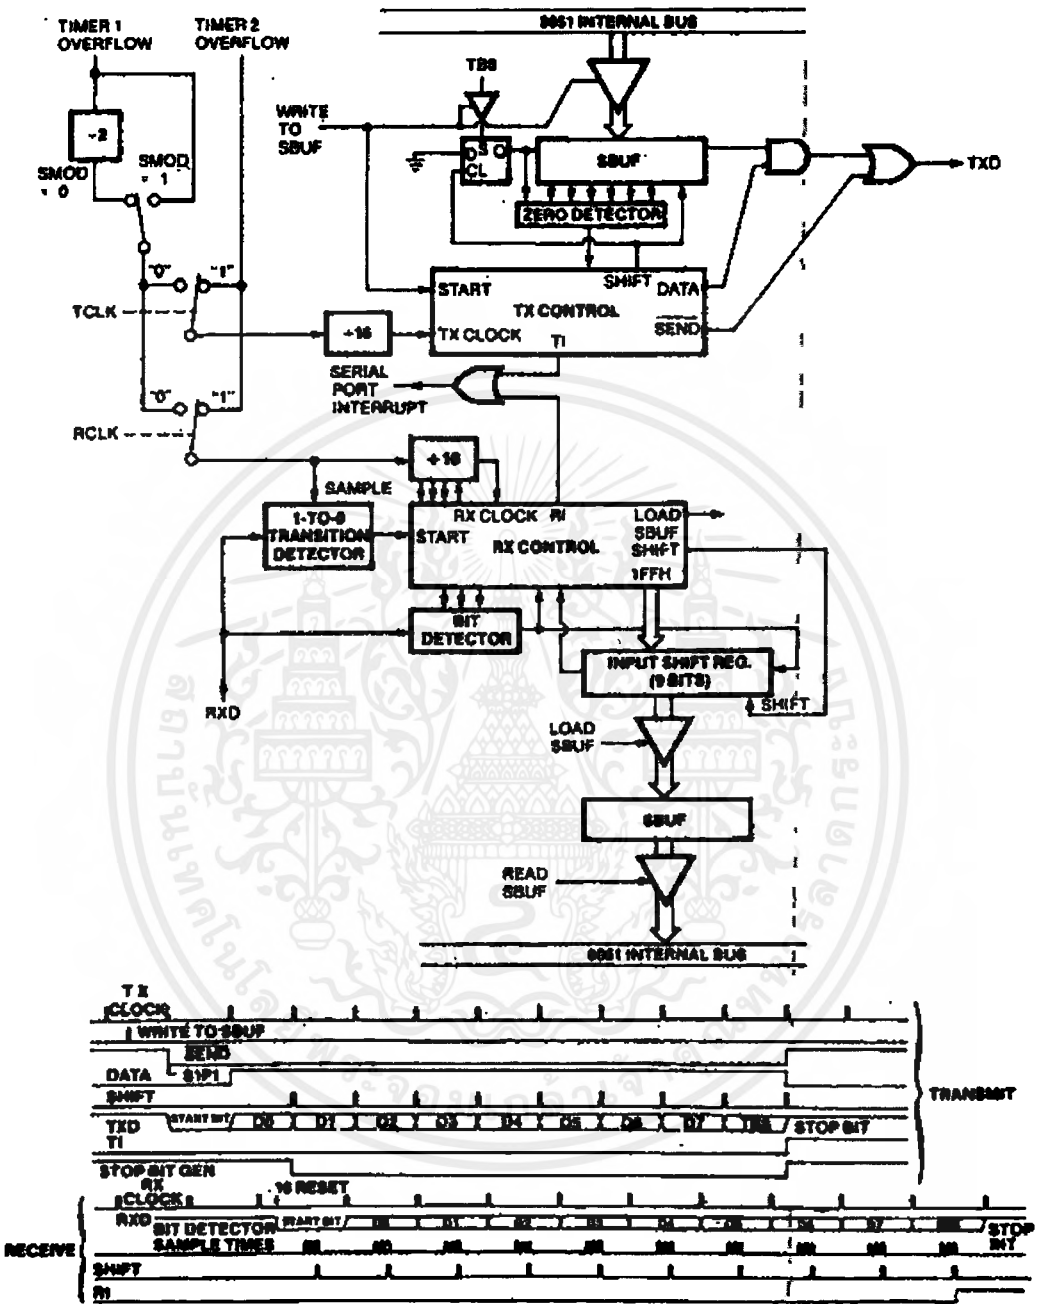 TIMER 1
OVERFLOW
TIMER 2
OVERFLOW
8051 INTERNAL BUS
TB8
WRITE
TO
SBUF
÷2
SMOD
= 0
SMOD
= 1
D S Q
CL
SBUF
ZERO DETECTOR
TXD
"0"
"1"
TCLK
START
SHIFT
DATA
TX CONTROL
SEND
TX CLOCK
TI
÷16
SERIAL
PORT
INTERRUPT
"0"
"1"
RCLK
÷16
SAMPLE
1-TO-0
TRANSITION
DETECTOR
RX CLOCK
RI
LOAD
SBUF
START
RX CONTROL
SHIFT
1FFH
BIT
DETECTOR
INPUT SHIFT REG.
(9 BITS)
RXD
SHIFT
LOAD
SBUF
SBUF
READ
SBUF
8051 INTERNAL BUS
TX
CLOCK
WRITE TO SBUF
SEND
DATA
S1P1
SHIFT
TRANSMIT
TXD
START BIT
D0
D1
D2
D3
D4
D5
D6
D7
TB8
STOP BIT
TI
STOP BIT GEN
RX
CLOCK
16 RESET
RXD
BIT DETECTOR
SAMPLE TIMES
START BIT
D0
D1
D2
D3
D4
D5
D6
D7
RB8
STOP
BIT
RECEIVE
SHIFT
RI